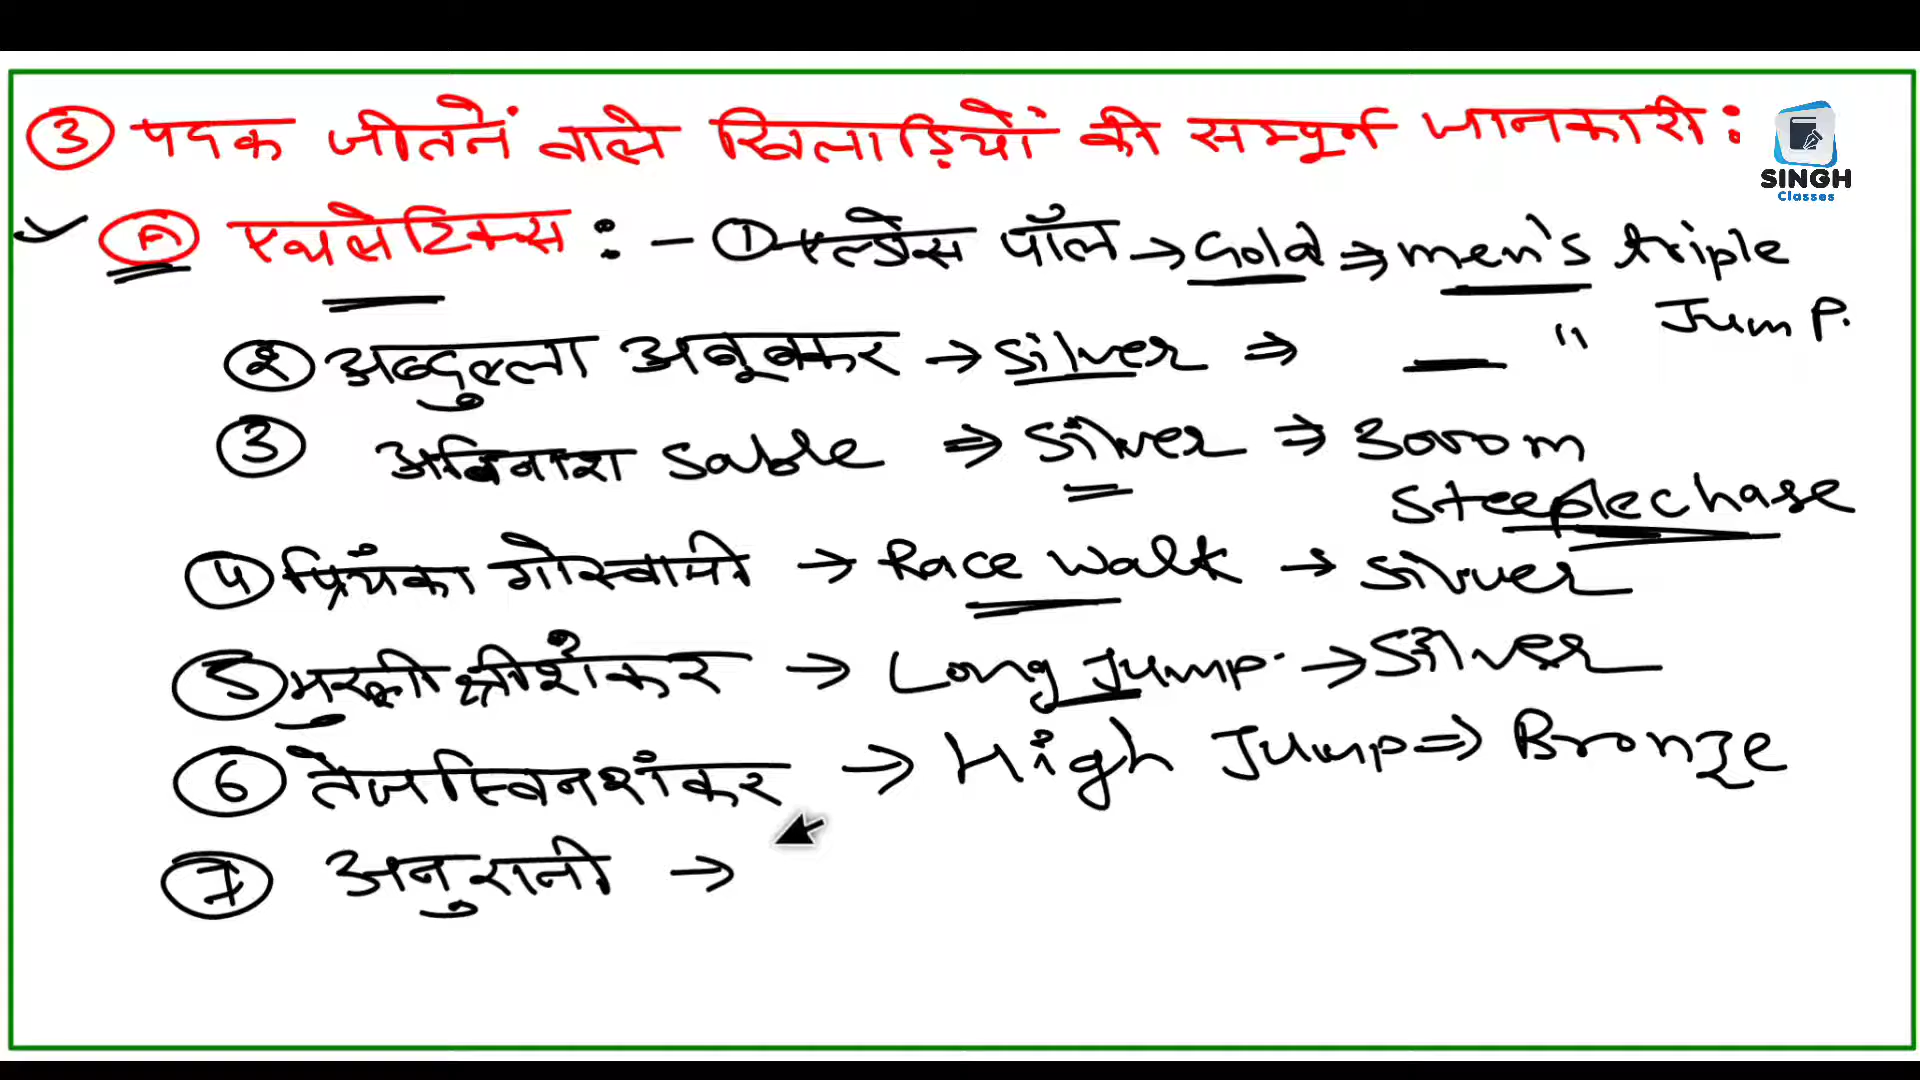 ③ पदक जीतनें वाले खिलाड़ियों की सम्पूर्ण जानकारी :
SINGH
Classes
Ⓐ एथलेटिक्स : - ① एल्डोस पॉल → Gold ⇒ men's triple
Jump.
② अब्दुल्ला अबूबकर → Silver ⇒ — "
③ अविनाश Sable ⇒ Silver ⇒ 3000m
Steeplechase
④ प्रियंका गोस्वामी → Race walk → Silver
⑤ मुरली श्रीशंकर → Long Jump → Silver
⑥ तेजस्विन शंकर → High Jump ⇒ Bronze
⑦ अनुरानी →